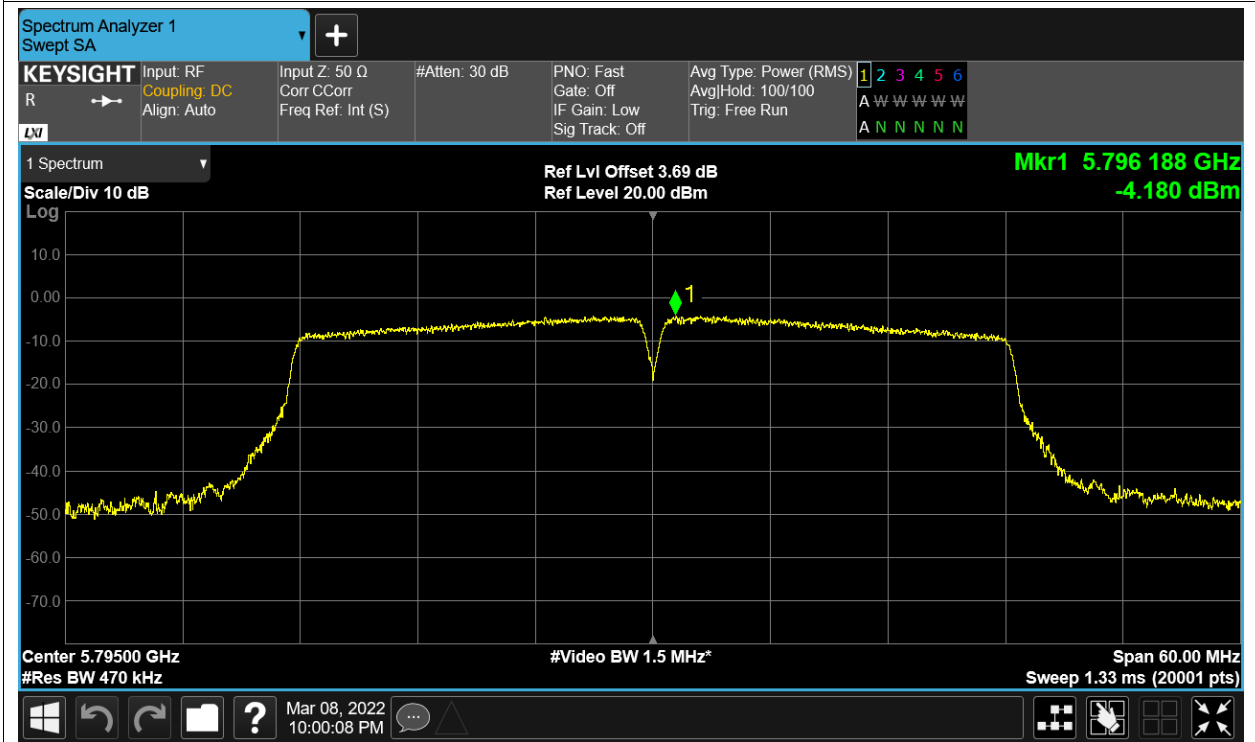 Spectrum Analyzer 1
Swept SA
KEYSIGHT
R
LXI
Input: RF
Coupling: DC
Align: Auto
Input Z: 50 Ω
Corr CCorr
Freq Ref: Int (S)
#Atten: 30 dB
PNO: Fast
Gate: Off
IF Gain: Low
Sig Track: Off
Avg Type: Power (RMS)
Avg|Hold: 100/100
Trig: Free Run
1 2 3 4 5 6
A W W W W W
A N N N N N
1 Spectrum
Scale/Div 10 dB
Log
Ref Lvl Offset 3.69 dB
Ref Level 20.00 dBm
Mkr1 5.796 188 GHz
-4.180 dBm
10.0
0.00
-10.0
-20.0
-30.0
-40.0
-50.0
-60.0
-70.0
1
Center 5.79500 GHz
#Res BW 470 kHz
#Video BW 1.5 MHz*
Span 60.00 MHz
Sweep 1.33 ms (20001 pts)
?
Mar 08, 2022
10:00:08 PM